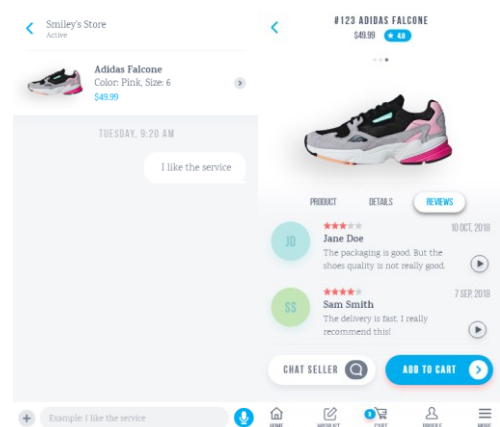 Smiley's Store
Active
Adidas Falcone
Color: Pink, Size: 6
$49.99
TUESDAY, 9:20 AM
I like the service
Example: I like the service
#123 ADIDAS FALCONE
$49.99 ★ 4.8
PRODUCT DETAILS REVIEWS
JD
10 OCT, 2018
Jane Doe
The packaging is good. But the
shoes quality is not really good.
SS
7 SEP, 2018
Sam Smith
The delivery is fast. I really
recommend this!
CHAT SELLER
ADD TO CART
HOME WISHLIST CART PROFILE MORE